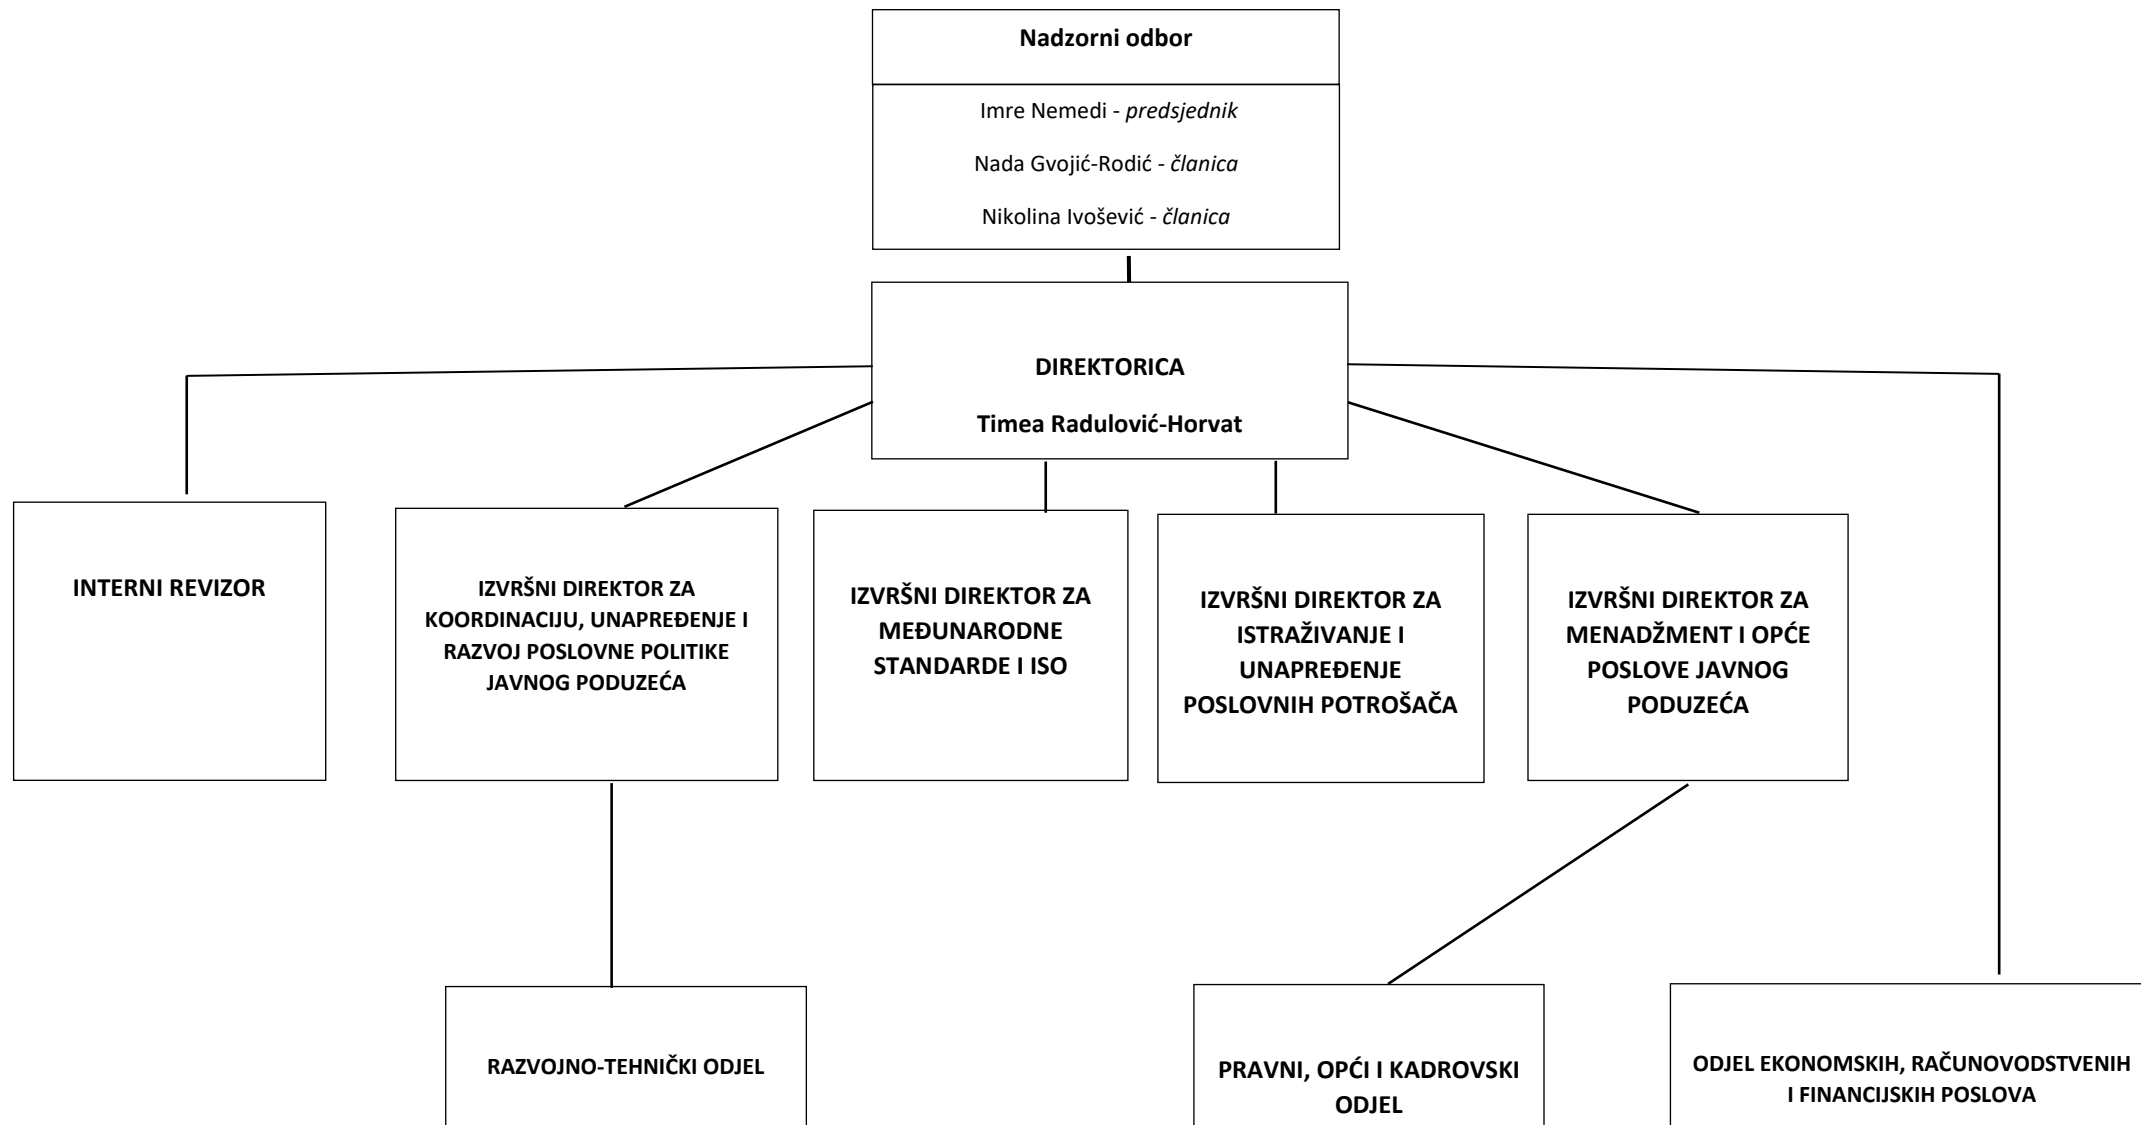 Nadzorni odbor
Imre Nemedi - predsjednik
Nada Gvojić-Rodić - članica
Nikolina Ivošević - članica
DIREKTORICA
Timea Radulović-Horvat
INTERNI REVIZOR
IZVRŠNI DIREKTOR ZA
KOORDINACIJU, UNAPREĐENJE I
RAZVOJ POSLOVNE POLITIKE
JAVNOG PODUZEĆA
IZVRŠNI DIREKTOR ZA
MEĐUNARODNE
STANDARDE I ISO
IZVRŠNI DIREKTOR ZA
ISTRAŽIVANJE I
UNAPREĐENJE
POSLOVNIH POTROŠAČA
IZVRŠNI DIREKTOR ZA
MENADŽMENT I OPĆE
POSLOVE JAVNOG
PODUZEĆA
RAZVOJNO-TEHNIČKI ODJEL
PRAVNI, OPĆI I KADROVSKI
ODJEL
ODJEL EKONOMSKIH, RAČUNOVODSTVENIH
I FINANCIJSKIH POSLOVA